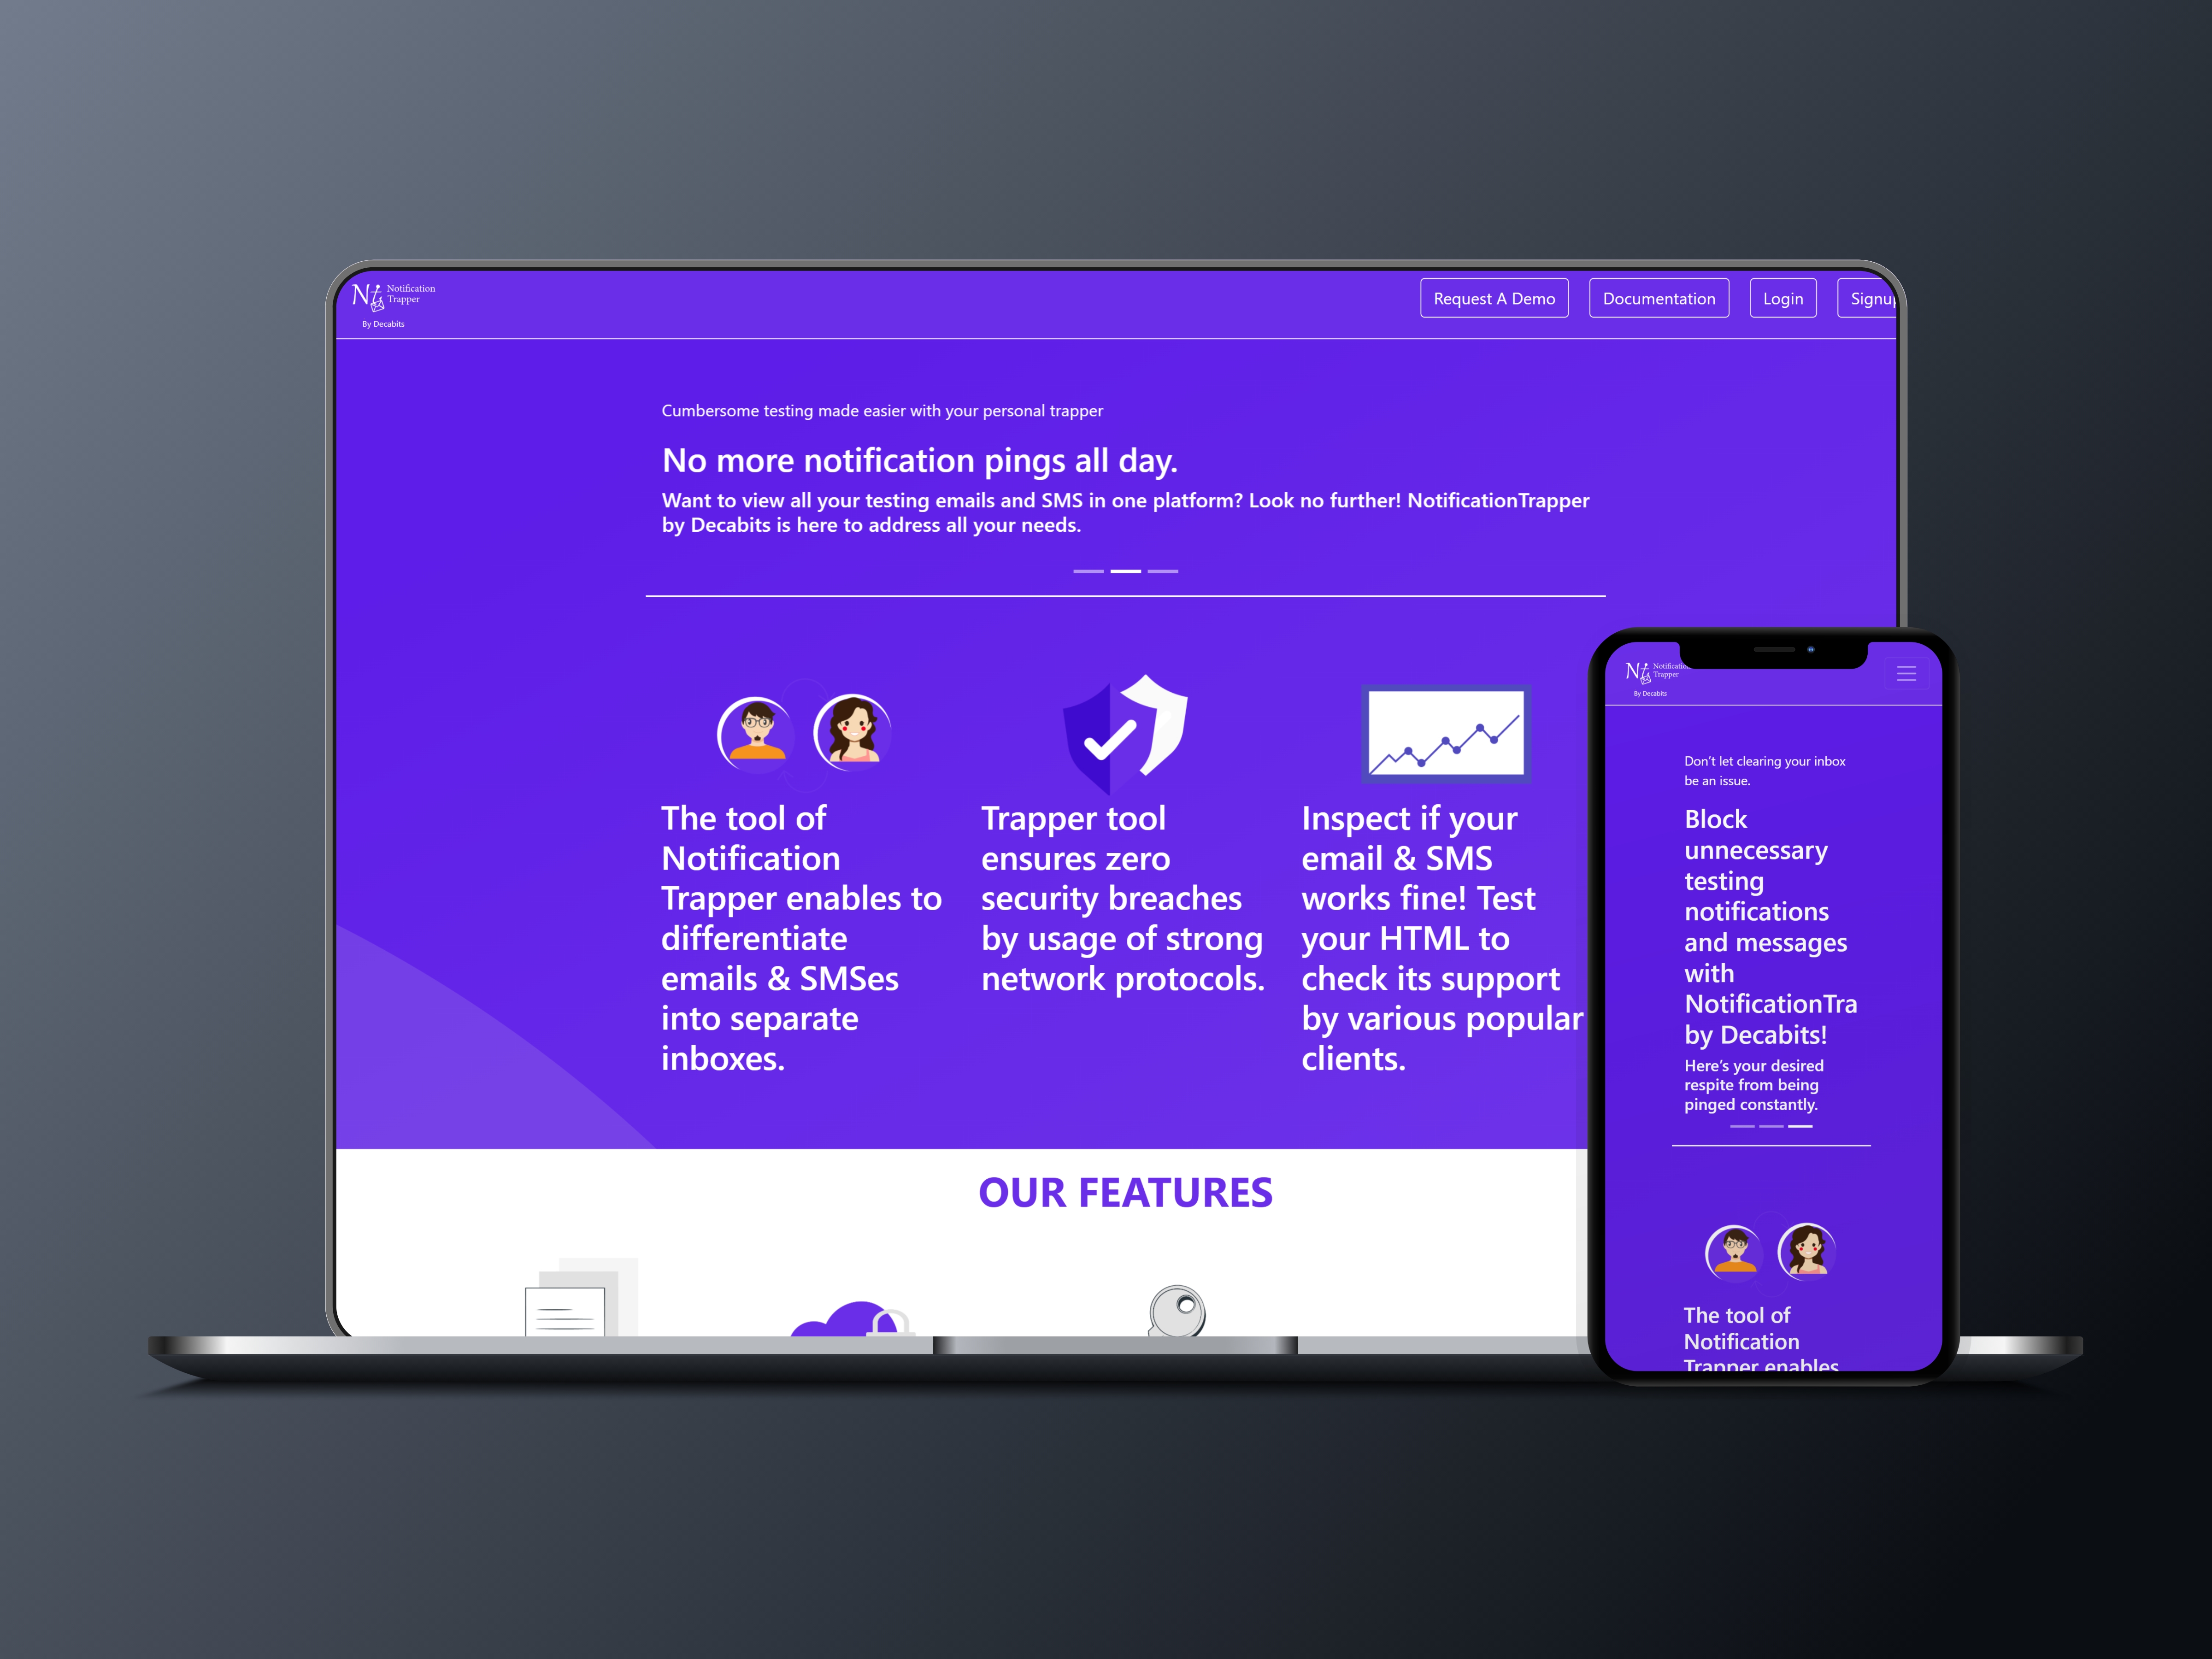 Nt Notification
Trapper
By Decabits
Request A Demo
Documentation
Login
Signup
Cumbersome testing made easier with your personal trapper
No more notification pings all day.
Want to view all your testing emails and SMS in one platform? Look no further! NotificationTrapper
by Decabits is here to address all your needs.
The tool of
Notification
Trapper enables to
differentiate
emails & SMSes
into separate
inboxes.
Trapper tool
ensures zero
security breaches
by usage of strong
network protocols.
Inspect if your
email & SMS
works fine! Test
your HTML to
check its support
by various popular
clients.
OUR FEATURES
Nt Notification
Trapper
By Decabits
Don't let clearing your inbox
be an issue.
Block
unnecessary
testing
notifications
and messages
with
NotificationTra
by Decabits!
Here's your desired
respite from being
pinged constantly.
The tool of
Notification
Trapper enables